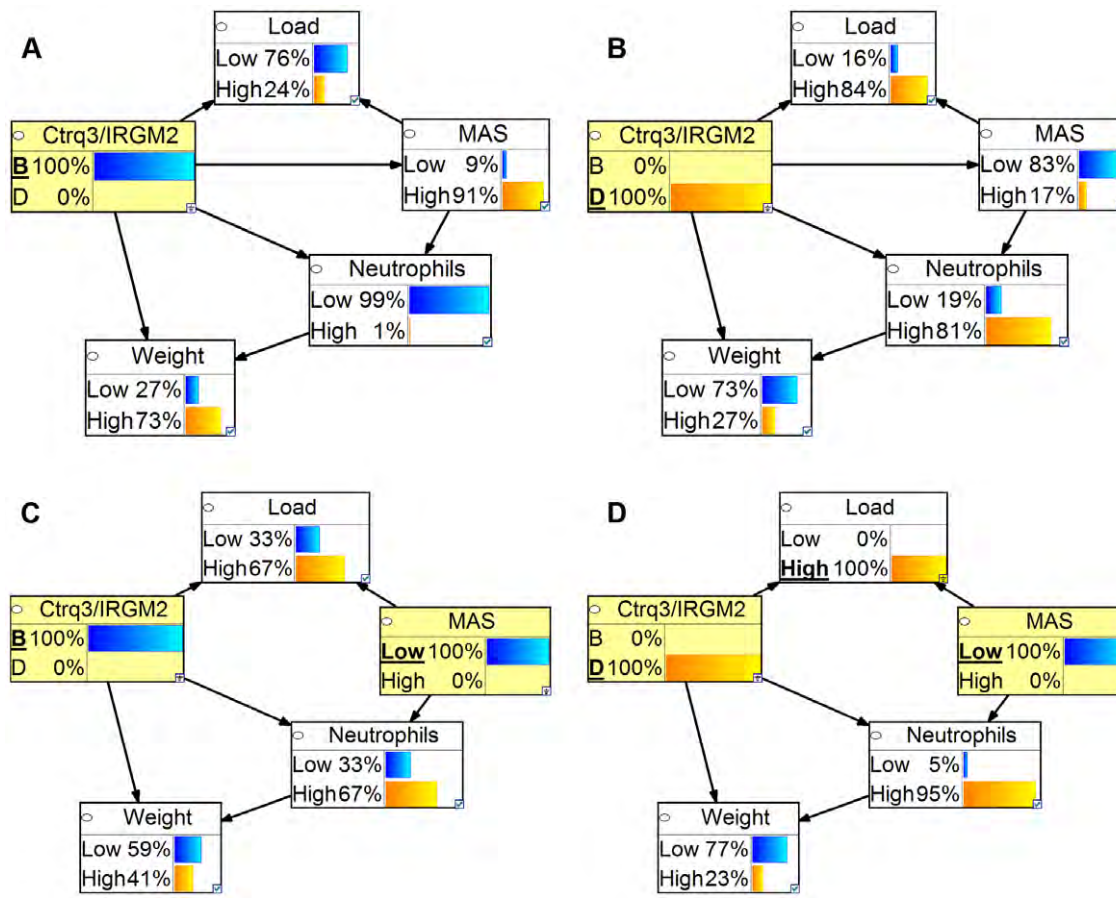 A
Load
Low 76%
High 24%
Ctrq3/IRGM2
B 100%
D 0%
MAS
Low 9%
High 91%
Neutrophils
Low 99%
High 1%
Weight
Low 27%
High 73%
B
Load
Low 16%
High 84%
Ctrq3/IRGM2
B 0%
D 100%
MAS
Low 83%
High 17%
Neutrophils
Low 19%
High 81%
Weight
Low 73%
High 27%
C
Load
Low 33%
High 67%
Ctrq3/IRGM2
B 100%
D 0%
MAS
Low 100%
High 0%
Neutrophils
Low 33%
High 67%
Weight
Low 59%
High 41%
D
Load
Low 0%
High 100%
Ctrq3/IRGM2
B 0%
D 100%
MAS
Low 100%
High 0%
Neutrophils
Low 5%
High 95%
Weight
Low 77%
High 23%